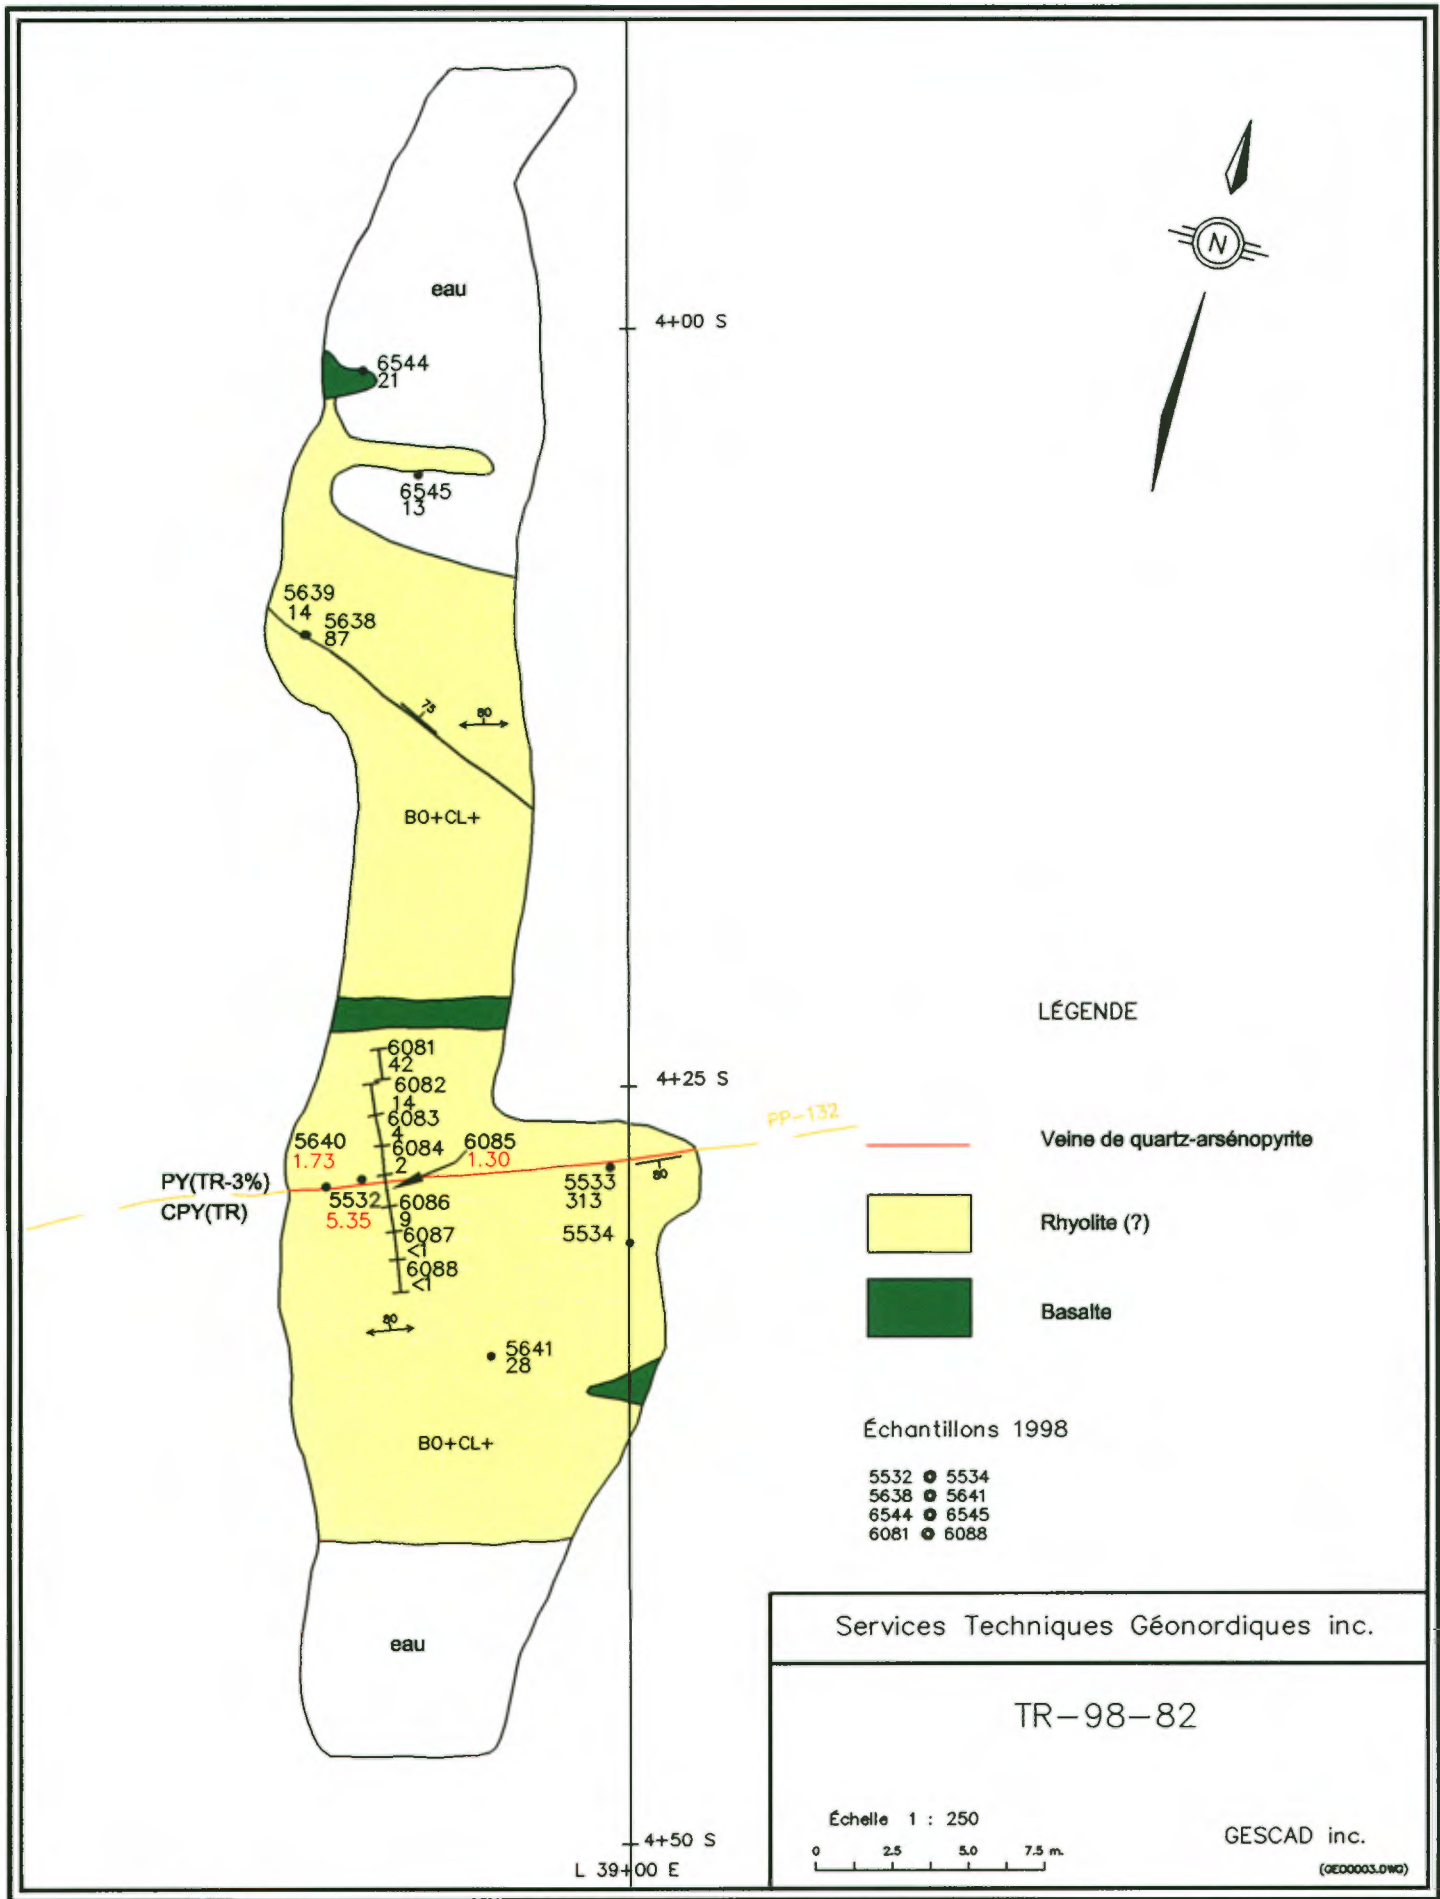 N
eau
4+00 S
6544
21
6545
13
5639
14
5638
87
75
80
BO+CL+
6081
42
4+25 S
6082
14
6083
4
PP-132
6084
2
5640
1.73
6085
1.30
PY(TR-3%)
CPY(TR)
5532
5.35
5533
313
80
6086
9
6087
<1
5534
6088
<1
80
5641
28
BO+CL+
eau
4+50 S
L 39+00 E
LÉGENDE
Veine de quartz-arsénopyrite
Rhyolite (?)
Basalte
Échantillons 1998
5532 5534
5638 5641
6544 6545
6081 6088
Services Techniques Géonordiques inc.
TR-98-82
Échelle 1 : 250
0 2.5 5.0 7.5 m.
GESCAD inc.
(GEO0003.DWG)